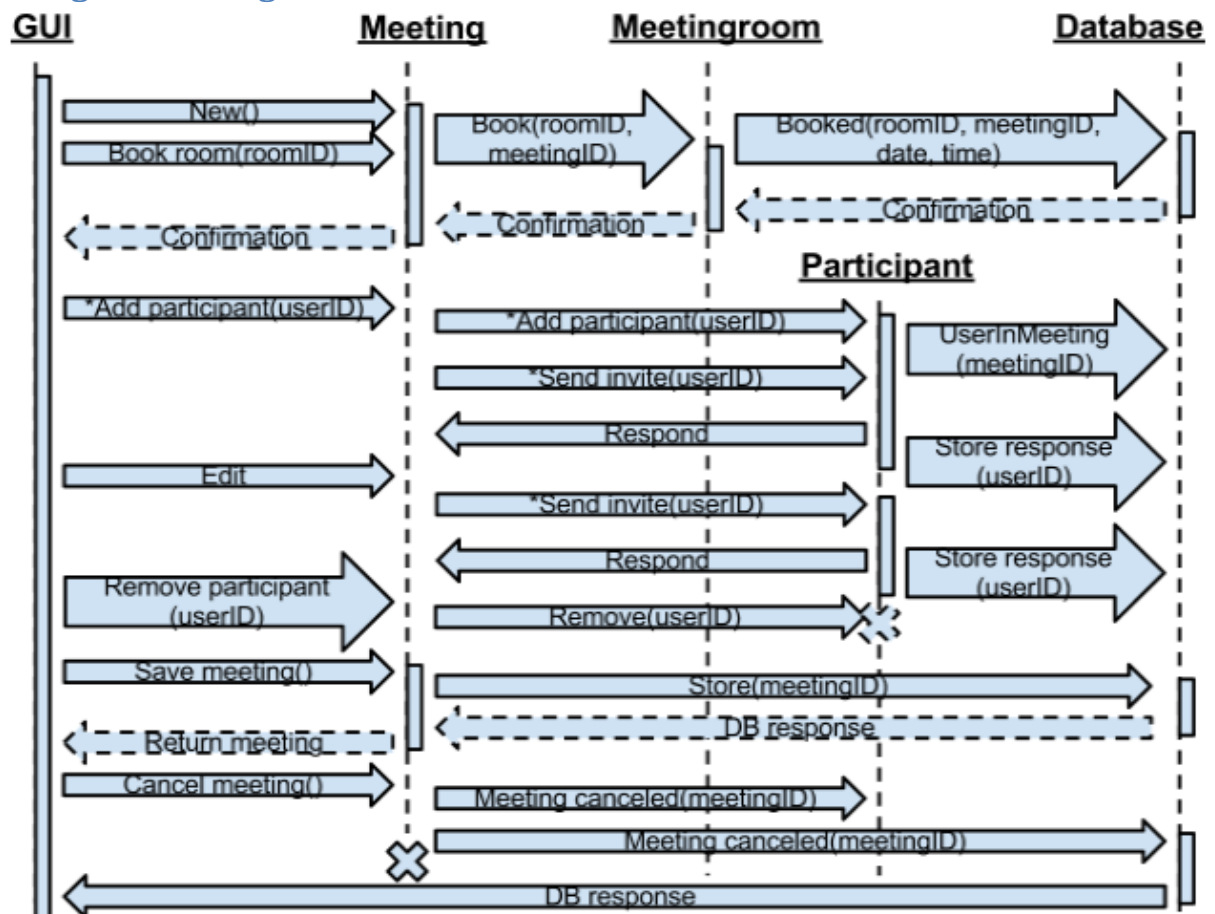 GUI
Meeting
Meetingroom
Database
New()
Book(roomID,
meetingID)
Booked(roomID, meetingID,
date, time)
Book room(roomID)
Confirmation
Confirmation
Confirmation
Participant
*Add participant(userID)
*Add participant(userID)
UserInMeeting
(meetingID)
*Send invite(userID)
Respond
Store response
(userID)
Edit
*Send invite(userID)
Respond
Store response
(userID)
Remove participant
(userID)
Remove(userID)
Save meeting()
Store(meetingID)
DB response
Return meeting
Cancel meeting()
Meeting canceled(meetingID)
Meeting canceled(meetingID)
DB response